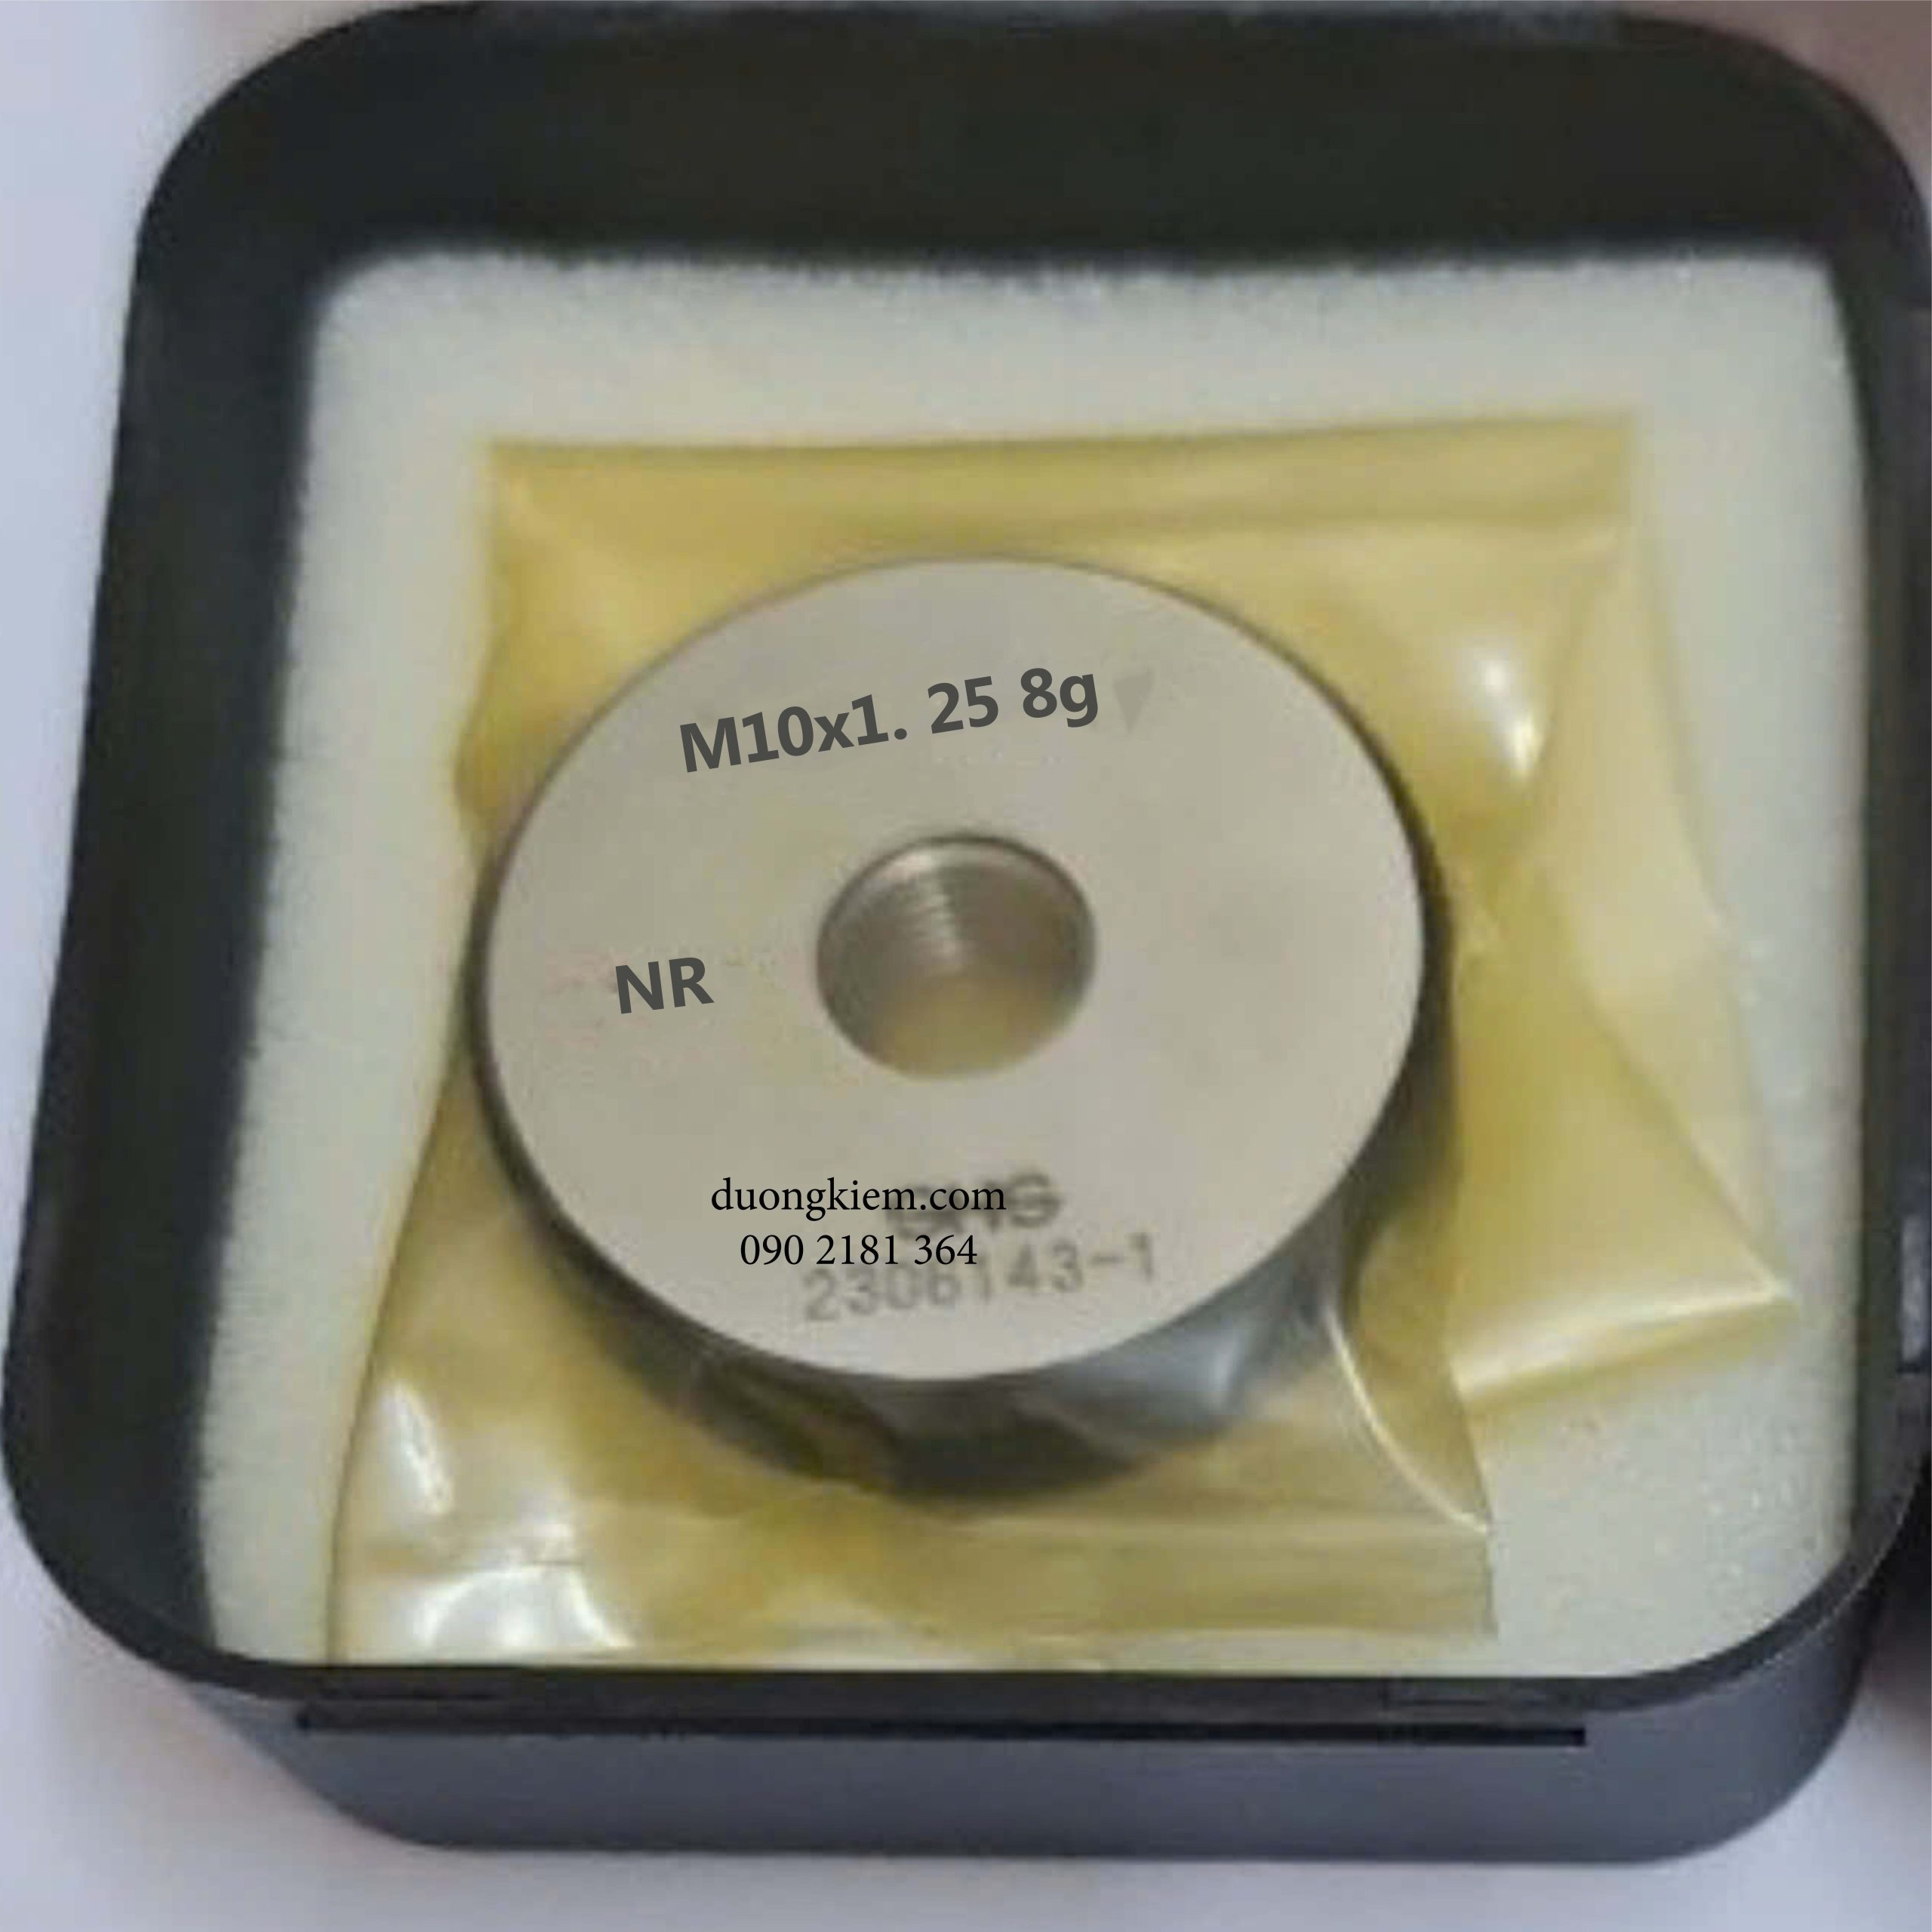 M10x1. 25 8g
NR
duongkiem.com
090 2181 364
2306143-1